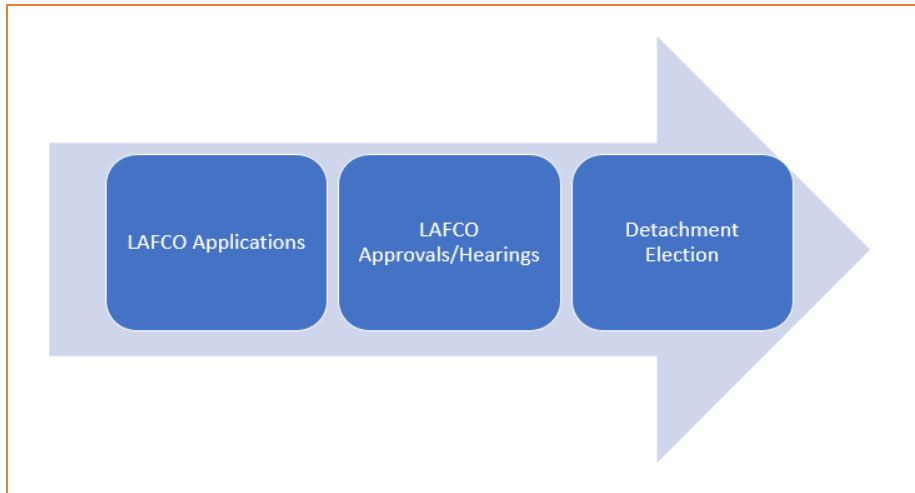 LAFCO Applications
LAFCO
Approvals/Hearings
Detachment
Election